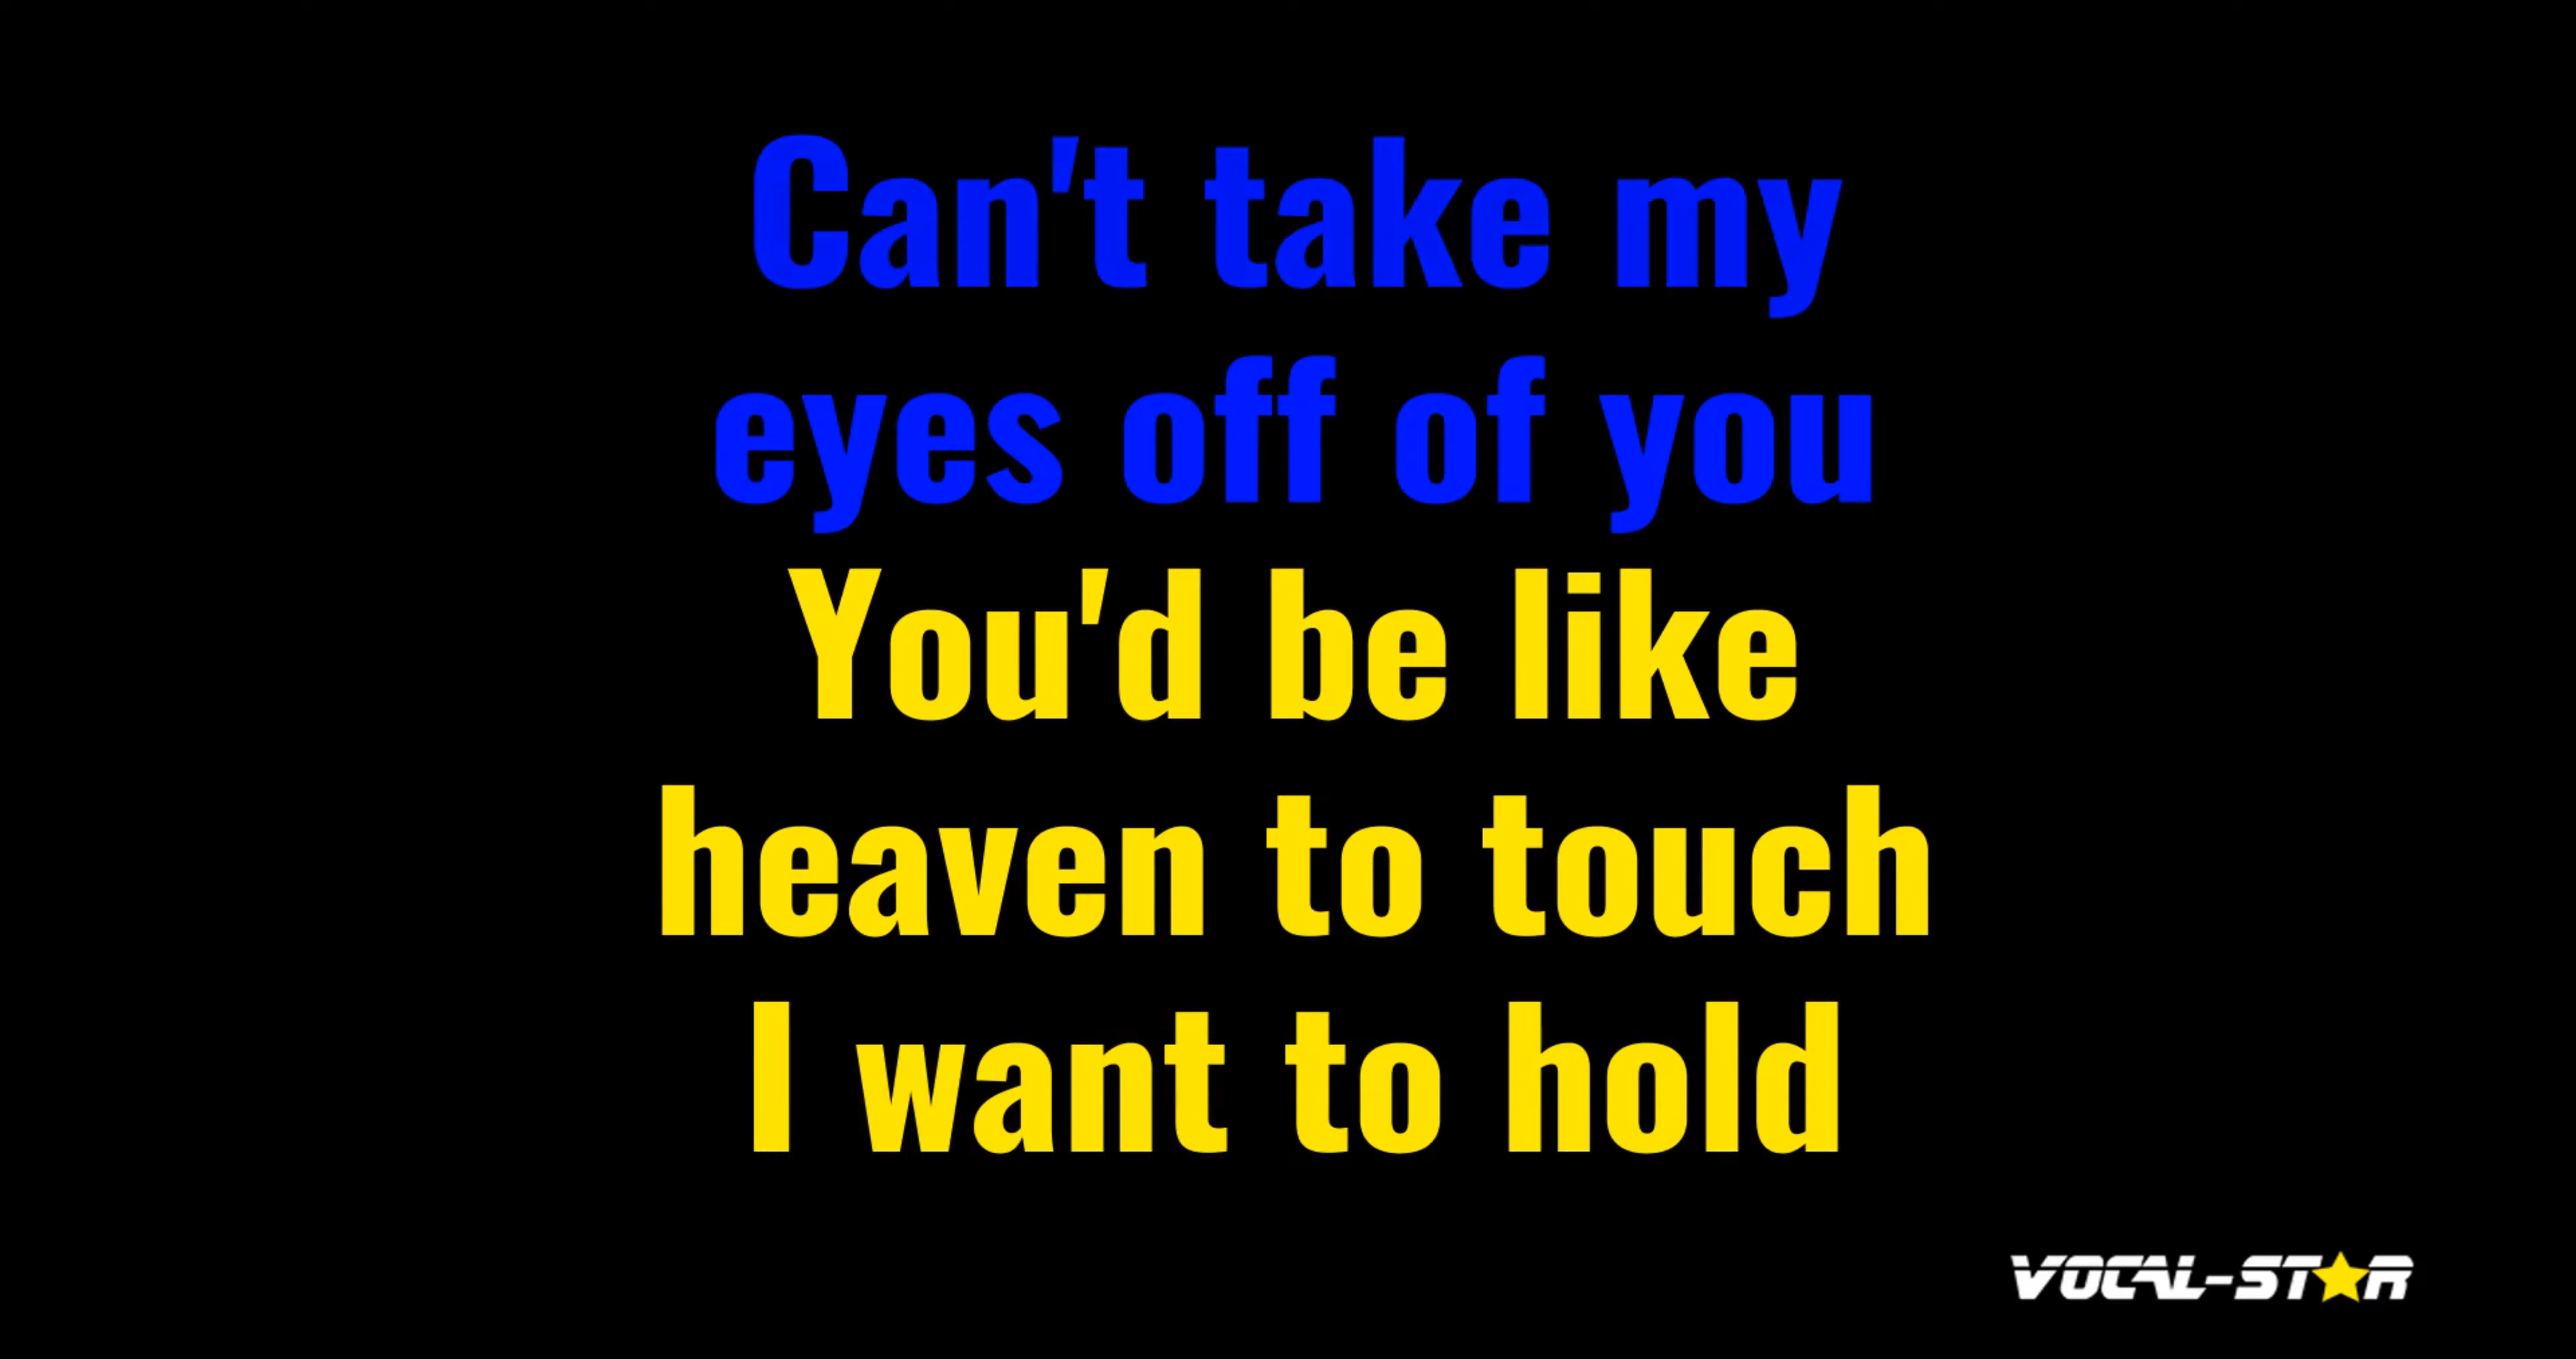 Can't take my
eyes off of you
You'd be like
heaven to touch
I want to hold
VOCAL-STAR